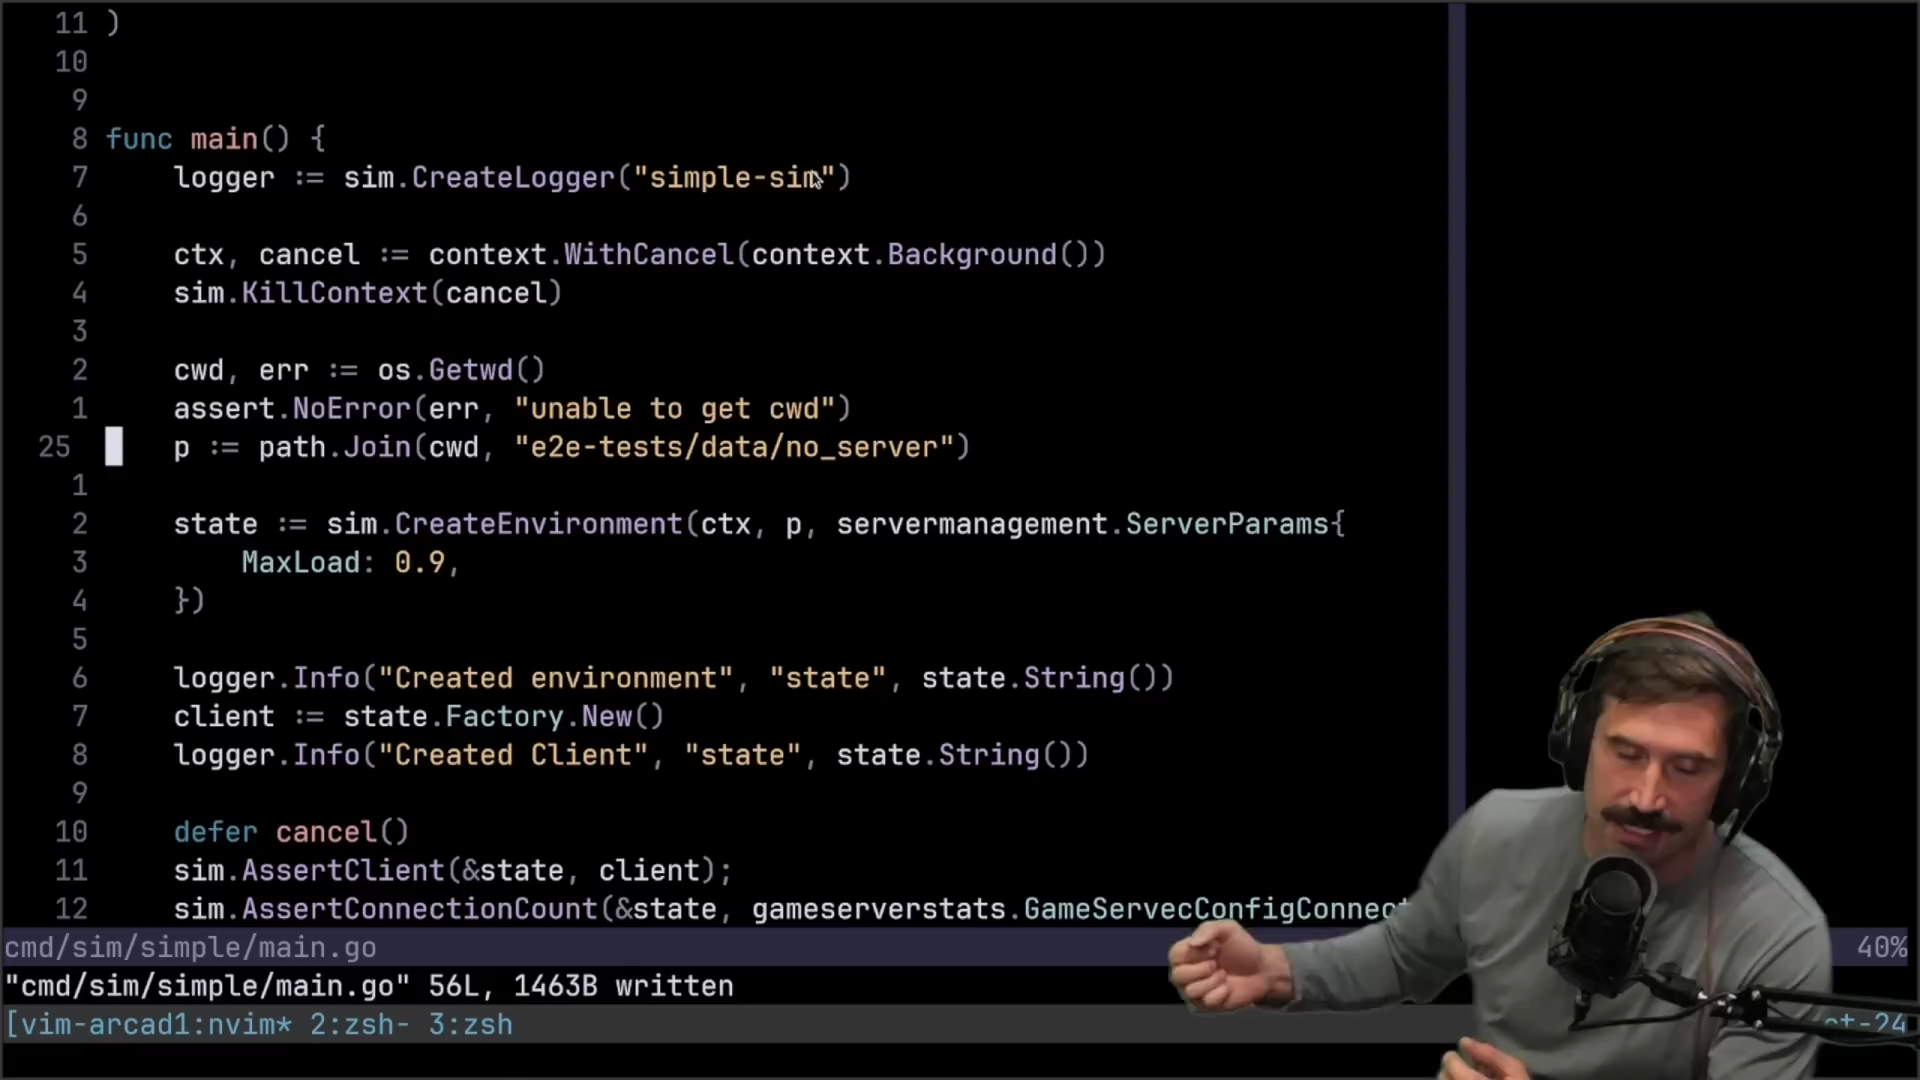 11 )
10
9
8 func main() {
7 logger := sim.CreateLogger("simple-sim")
6
5 ctx, cancel := context.WithCancel(context.Background())
4 sim.KillContext(cancel)
3
2 cwd, err := os.Getwd()
1 assert.NoError(err, "unable to get cwd")
25 p := path.Join(cwd, "e2e-tests/data/no_server")
1
2 state := sim.CreateEnvironment(ctx, p, servermanagement.ServerParams{
3 MaxLoad: 0.9,
4 })
5
6 logger.Info("Created environment", "state", state.String())
7 client := state.Factory.New()
8 logger.Info("Created Client", "state", state.String())
9
10 defer cancel()
11 sim.AssertClient(&state, client);
12 sim.AssertConnectionCount(&state, gameserverstats.GameServecConfigConnect
cmd/sim/simple/main.go 40%
"cmd/sim/simple/main.go" 56L, 1463B written
[vim-arcad1:nvim* 2:zsh- 3:zsh ct-24